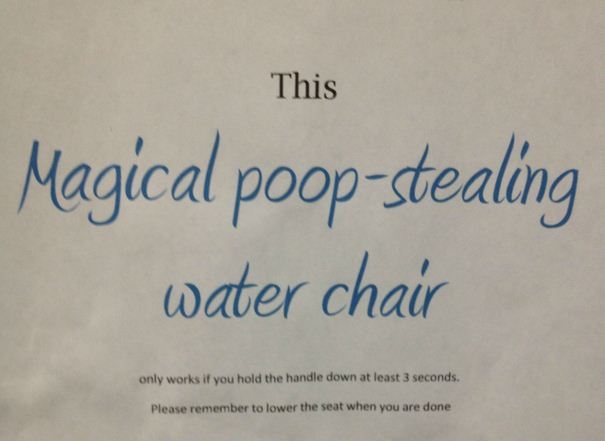 This
Magical poop-stealing
water chair
only works if you hold the handle down at least 3 seconds.
Please remember to lower the seat when you are done